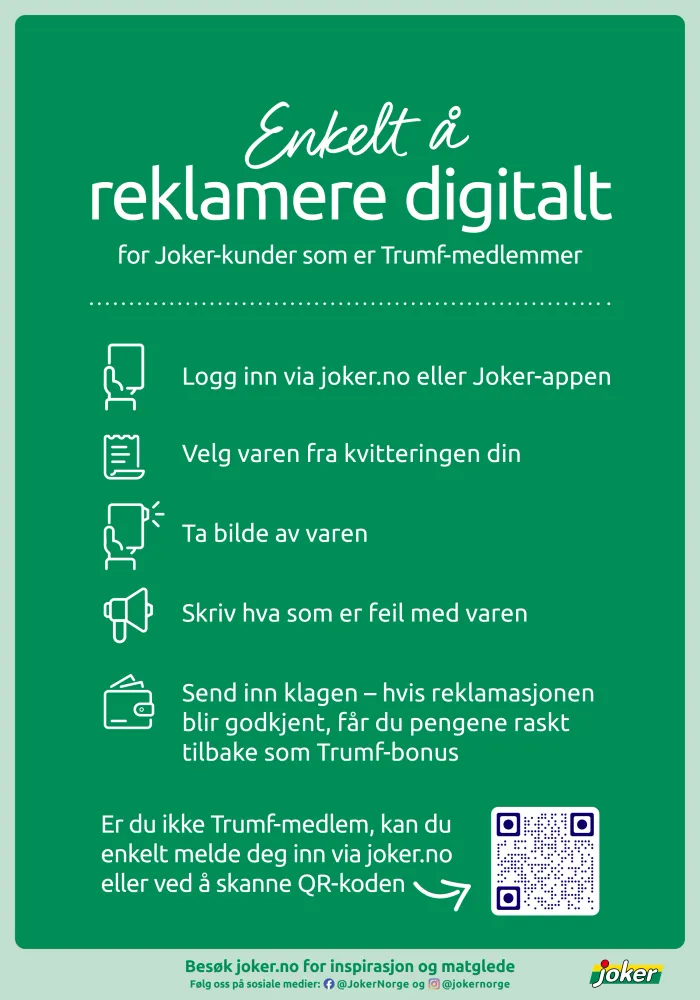 Enkelt å
reklamere digitalt
for Joker-kunder som er Trumf-medlemmer
Logg inn via joker.no eller Joker-appen
Velg varen fra kvitteringen din
Ta bilde av varen
Skriv hva som er feil med varen
Send inn klagen – hvis reklamasjonen
blir godkjent, får du pengene raskt
tilbake som Trumf-bonus
Er du ikke Trumf-medlem, kan du
enkelt melde deg inn via joker.no
eller ved å skanne QR-koden
Besøk joker.no for inspirasjon og matglede
Følg oss på sosiale medier: @JokerNorge og @jokernorge
joker